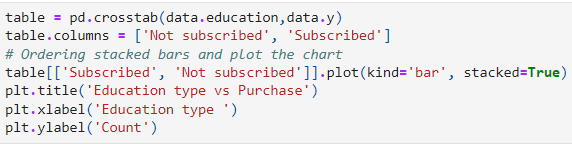 table = pd.crosstab(data.education,data.y)
table.columns = ['Not subscribed', 'Subscribed']
# Ordering stacked bars and plot the chart
table[['Subscribed', 'Not subscribed']].plot(kind='bar', stacked=True)
plt.title('Education type vs Purchase')
plt.xlabel('Education type ')
plt.ylabel('Count')